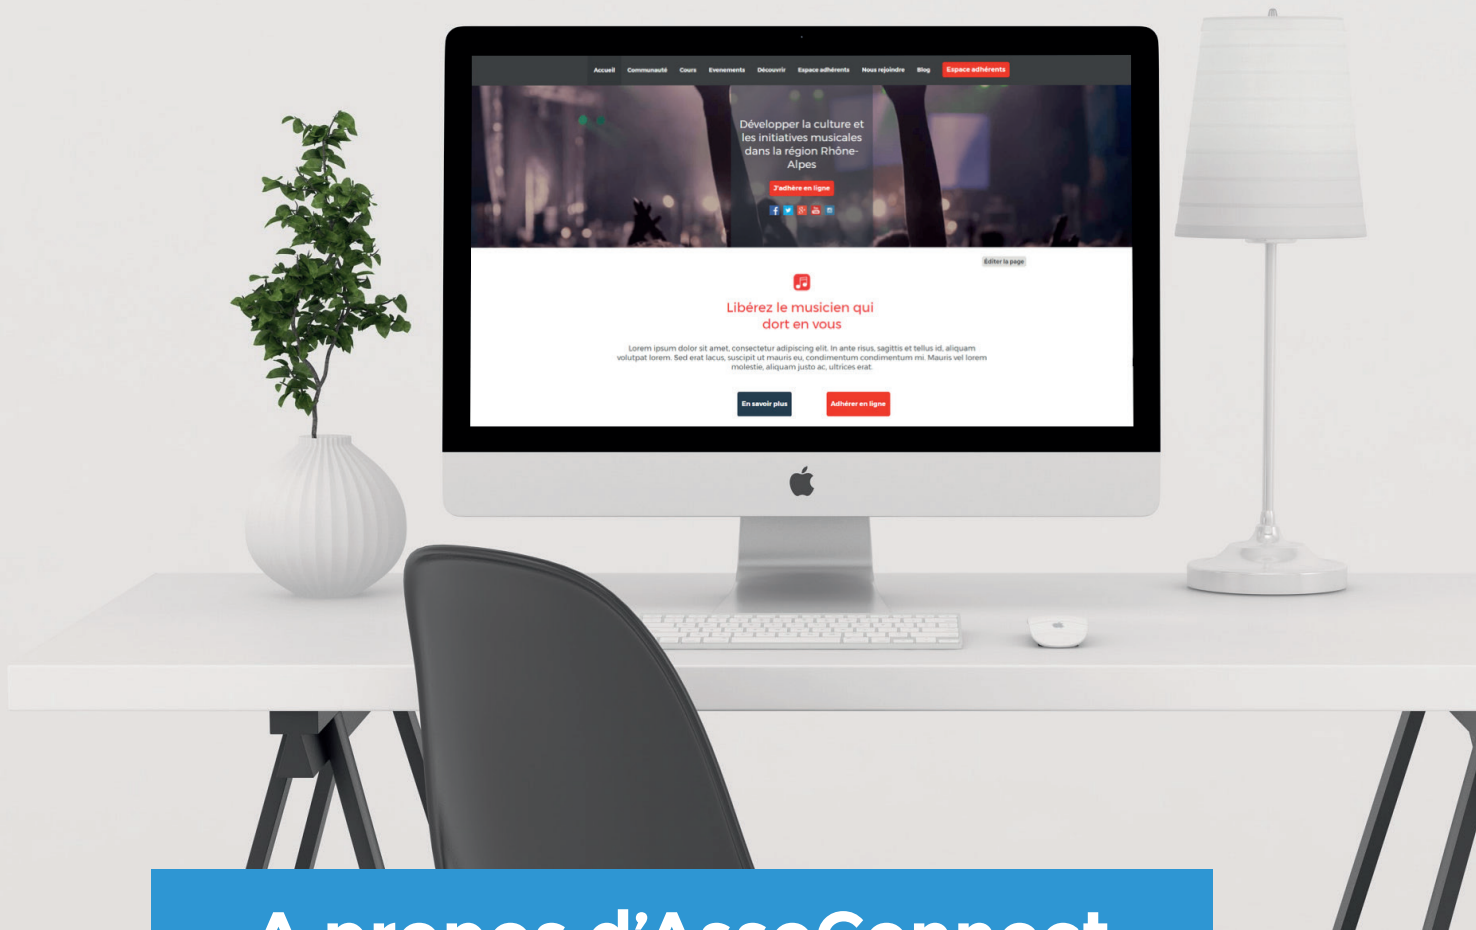 Accueil Communauté Cours Evenements Découvrir Espace adhérents Nous rejoindre Blog Espace adhérents
Développer la culture et
les initiatives musicales
dans la région Rhône-
Alpes
J'adhère en ligne
Editer la page
Libérez le musicien qui
dort en vous
Lorem ipsum dolor sit amet, consectetur adipiscing elit. In ante risus, sagittis et tellus id, aliquam
volutpat lorem. Sed erat lacus, suscipit ut mauris eu, condimentum condimentum mi. Mauris vel lorem
molestie, aliquam justo ac, ultrices erat.
En savoir plus Adhérer en ligne
A propos d'AssoConnect